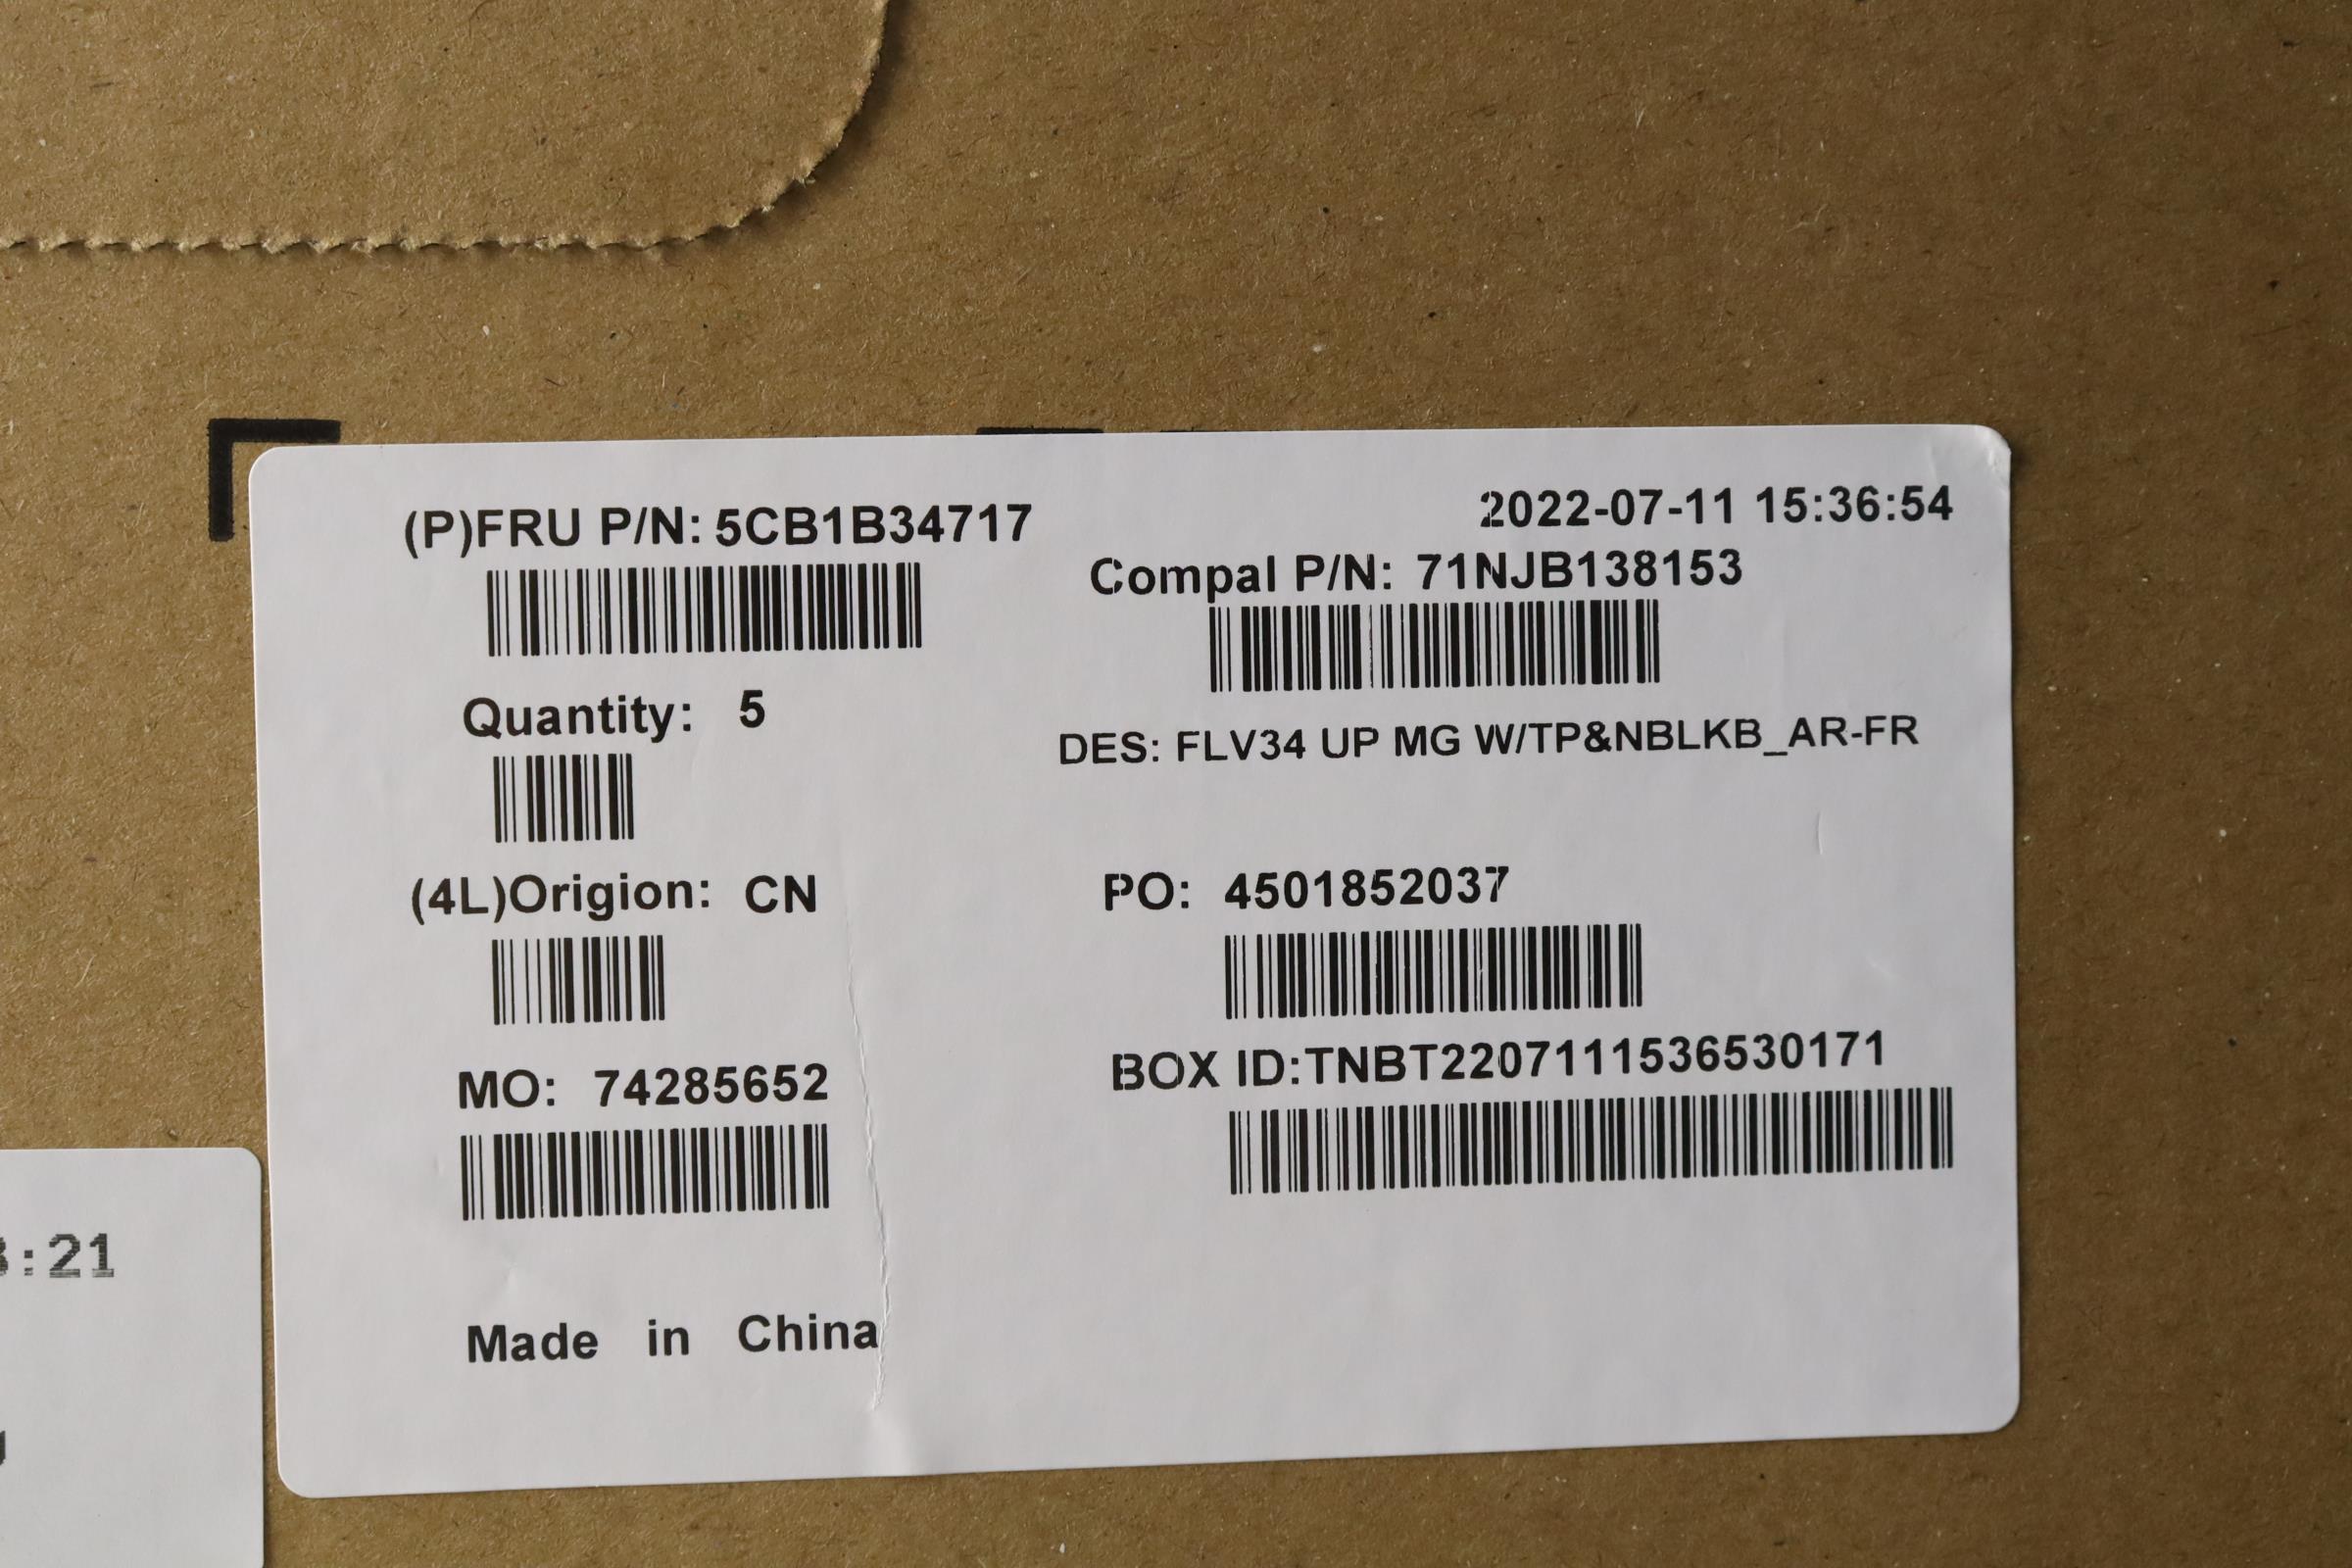 (P)FRU P/N: 5CB1B34717
2022-07-11 15:36:54
Compal P/N: 71NJB138153
Quantity: 5
DES: FLV34 UP MG W/TP&NBLKB_AR-FR
(4L)Origion: CN
PO: 4501852037
BOX ID:TNBT2207111536530171
MO: 74285652
Made in China
:21